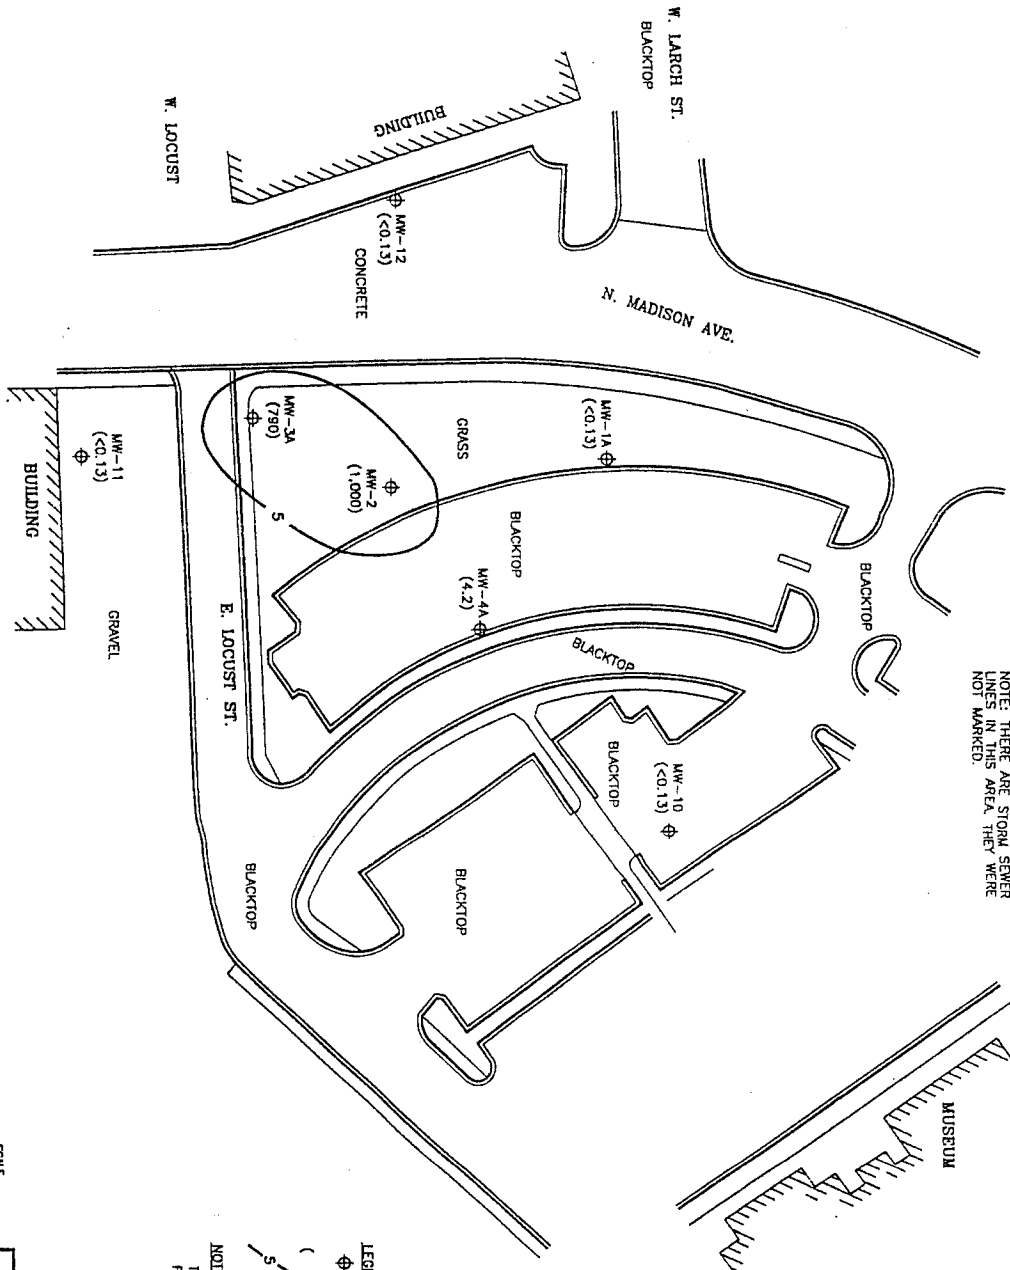 W. LARCH ST.
BLACKTOP
BUILDING
W. LOCUST
MW-12
(<0.13)
CONCRETE
N. MADISON AVE.
MW-3A
(790)
MW-2
(1,000)
5
GRASS
MW-1A
(<0.13)
MW-11
(<0.13)
BUILDING
GRAVEL
E. LOCUST ST.
BLACKTOP
MW-4A
(4.2)
BLACKTOP
BLACKTOP
BLACKTOP
MW-10
(<0.13)
BLACKTOP
BLACKTOP
NOTE: THERE ARE STORM SEWER
LINES IN THIS AREA. THEY WERE
NOT MARKED.
MUSEUM
5
(